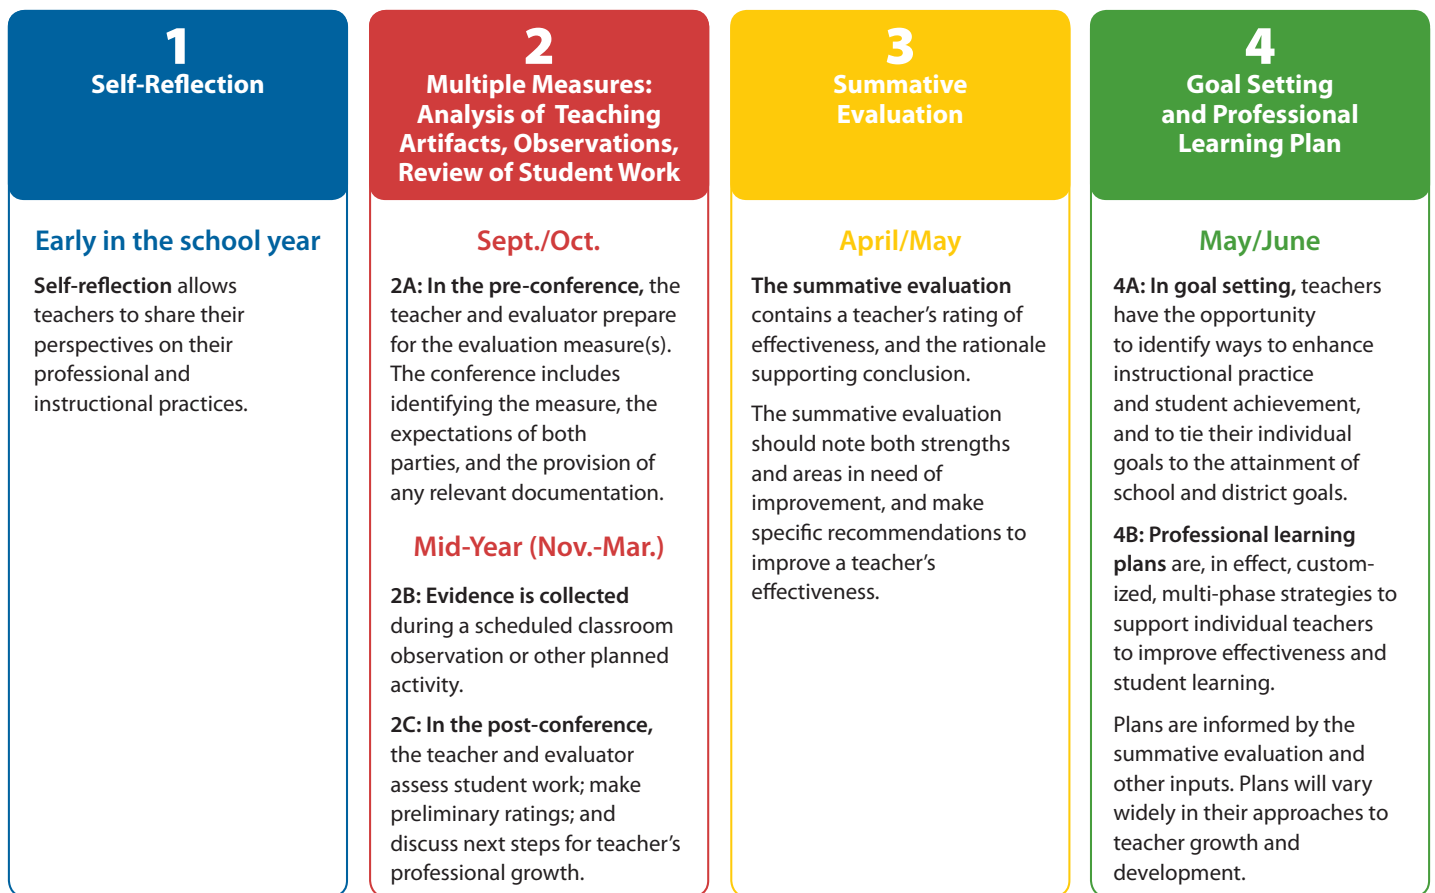 1
Self-Reflection
Early in the school year
Self-reflection allows
teachers to share their
perspectives on their
professional and
instructional practices.
2
Multiple Measures:
Analysis of Teaching
Artifacts, Observations,
Review of Student Work
Sept./Oct.
2A: In the pre-conference, the
teacher and evaluator prepare
for the evaluation measure(s).
The conference includes
identifying the measure, the
expectations of both
parties, and the provision of
any relevant documentation.
Mid-Year (Nov.-Mar.)
2B: Evidence is collected
during a scheduled classroom
observation or other planned
activity.
2C: In the post-conference,
the teacher and evaluator
assess student work; make
preliminary ratings; and
discuss next steps for teacher’s
professional growth.
3
Summative
Evaluation
April/May
The summative evaluation
contains a teacher’s rating of
effectiveness, and the rationale
supporting conclusion.
The summative evaluation
should note both strengths
and areas in need of
improvement, and make
specific recommendations to
improve a teacher’s
effectiveness.
4
Goal Setting
and Professional
Learning Plan
May/June
4A: In goal setting, teachers
have the opportunity
to identify ways to enhance
instructional practice
and student achievement,
and to tie their individual
goals to the attainment of
school and district goals.
4B: Professional learning
plans are, in effect, custom-
ized, multi-phase strategies to
support individual teachers
to improve effectiveness and
student learning.
Plans are informed by the
summative evaluation and
other inputs. Plans will vary
widely in their approaches to
teacher growth and
development.